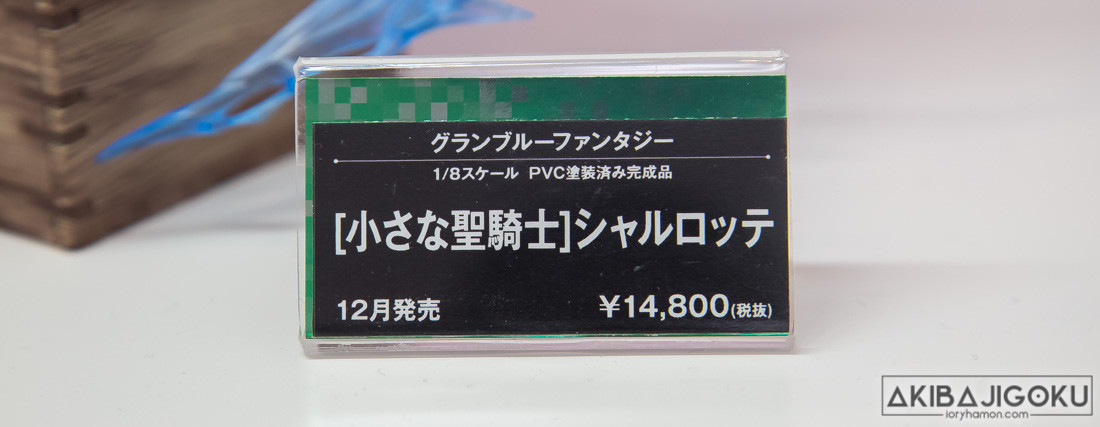 グランブルーファンタジー
1/8スケール PVC塗装済み完成品
[小さな聖騎士]シャルロッテ
12月発売 ¥14,800(税抜)
AKIBAJIGOKU
ioryhamon.com